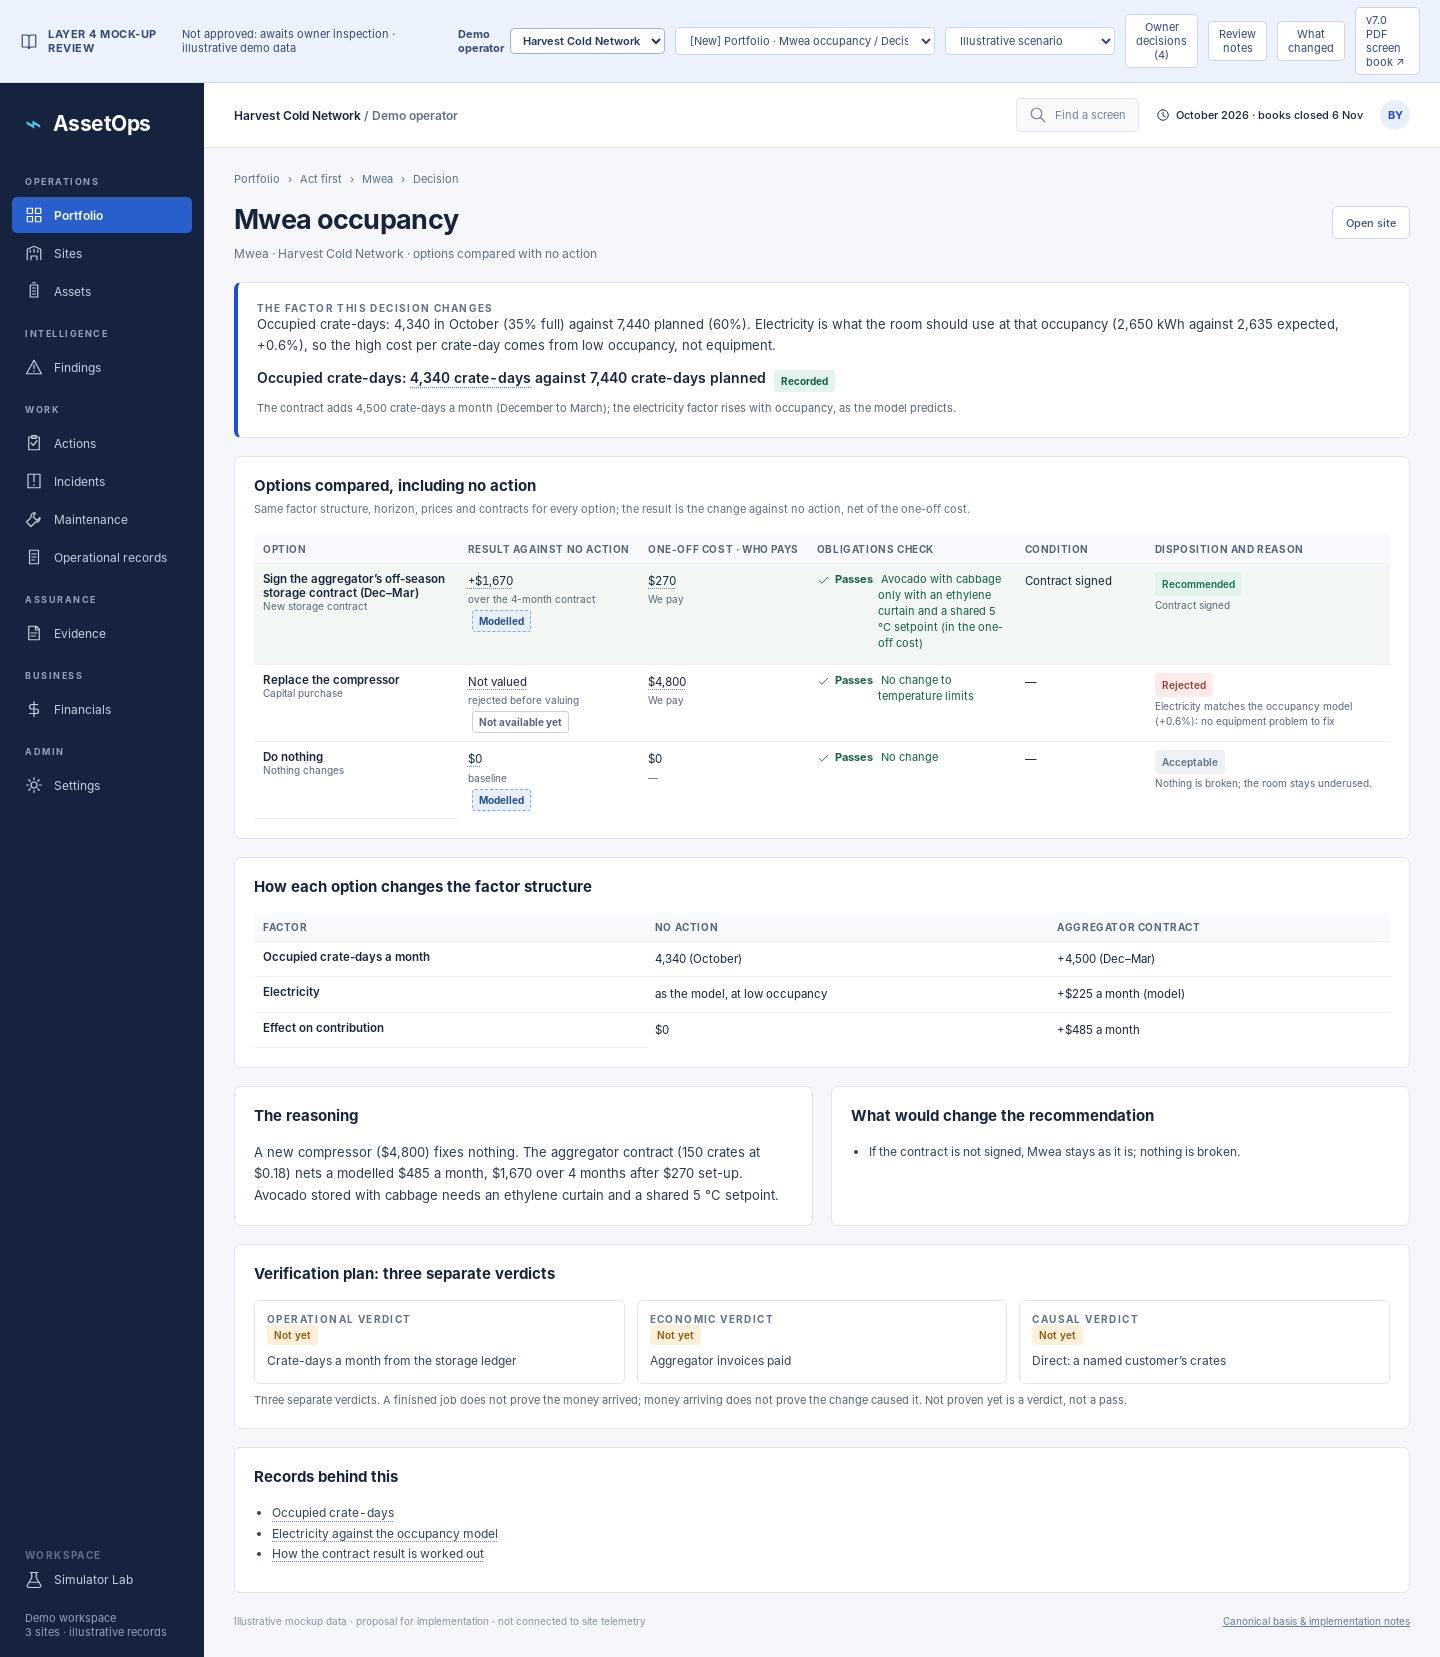 LAYER 4 MOCK-UP REVIEW
Not approved: awaits owner inspection · illustrative demo data
Demo operator
Harvest Cold Network
[New] Portfolio · Mwea occupancy / Decis
Illustrative scenario
Owner decisions (4)
Review notes
What changed
v7.0 PDF screen book ↗
AssetOps
Harvest Cold Network / Demo operator
Find a screen
October 2026 · books closed 6 Nov
BY
OPERATIONS
Portfolio
Sites
Assets
INTELLIGENCE
Findings
WORK
Actions
Incidents
Maintenance
Operational records
ASSURANCE
Evidence
BUSINESS
Financials
ADMIN
Settings
WORKSPACE
Simulator Lab
Demo workspace
3 sites · illustrative records
Portfolio › Act first › Mwea › Decision
Mwea occupancy
Open site
Mwea · Harvest Cold Network · options compared with no action
THE FACTOR THIS DECISION CHANGES
Occupied crate-days: 4,340 in October (35% full) against 7,440 planned (60%). Electricity is what the room should use at that occupancy (2,650 kWh against 2,635 expected,
+0.6%), so the high cost per crate-day comes from low occupancy, not equipment.
Occupied crate-days: 4,340 crate-days against 7,440 crate-days planned Recorded
The contract adds 4,500 crate-days a month (December to March); the electricity factor rises with occupancy, as the model predicts.
Options compared, including no action
Same factor structure, horizon, prices and contracts for every option; the result is the change against no action, net of the one-off cost.
OPTION RESULT AGAINST NO ACTION ONE-OFF COST · WHO PAYS OBLIGATIONS CHECK CONDITION DISPOSITION AND REASON
Sign the aggregator's off-season storage contract (Dec–Mar)
New storage contract
+$1,670
over the 4-month contract
Modelled
$270
We pay
Passes Avocado with cabbage only with an ethylene curtain and a shared 5 °C setpoint (in the one-off cost)
Contract signed
Recommended
Contract signed
Replace the compressor
Capital purchase
Not valued
rejected before valuing
Not available yet
$4,800
We pay
Passes No change to temperature limits
—
Rejected
Electricity matches the occupancy model
(+0.6%): no equipment problem to fix
Do nothing
Nothing changes
$0
baseline
Modelled
$0
—
Passes No change
—
Acceptable
Nothing is broken; the room stays underused.
How each option changes the factor structure
FACTOR NO ACTION AGGREGATOR CONTRACT
Occupied crate-days a month 4,340 (October) +4,500 (Dec–Mar)
Electricity as the model, at low occupancy +$225 a month (model)
Effect on contribution $0 +$485 a month
The reasoning
A new compressor ($4,800) fixes nothing. The aggregator contract (150 crates at
$0.18) nets a modelled $485 a month, $1,670 over 4 months after $270 set-up.
Avocado stored with cabbage needs an ethylene curtain and a shared 5 °C setpoint.
What would change the recommendation
• If the contract is not signed, Mwea stays as it is; nothing is broken.
Verification plan: three separate verdicts
OPERATIONAL VERDICT
Not yet
Crate-days a month from the storage ledger
ECONOMIC VERDICT
Not yet
Aggregator invoices paid
CAUSAL VERDICT
Not yet
Direct: a named customer's crates
Three separate verdicts. A finished job does not prove the money arrived; money arriving does not prove the change caused it. Not proven yet is a verdict, not a pass.
Records behind this
• Occupied crate-days
• Electricity against the occupancy model
• How the contract result is worked out
Illustrative mockup data · proposal for implementation · not connected to site telemetry
Canonical basis & implementation notes